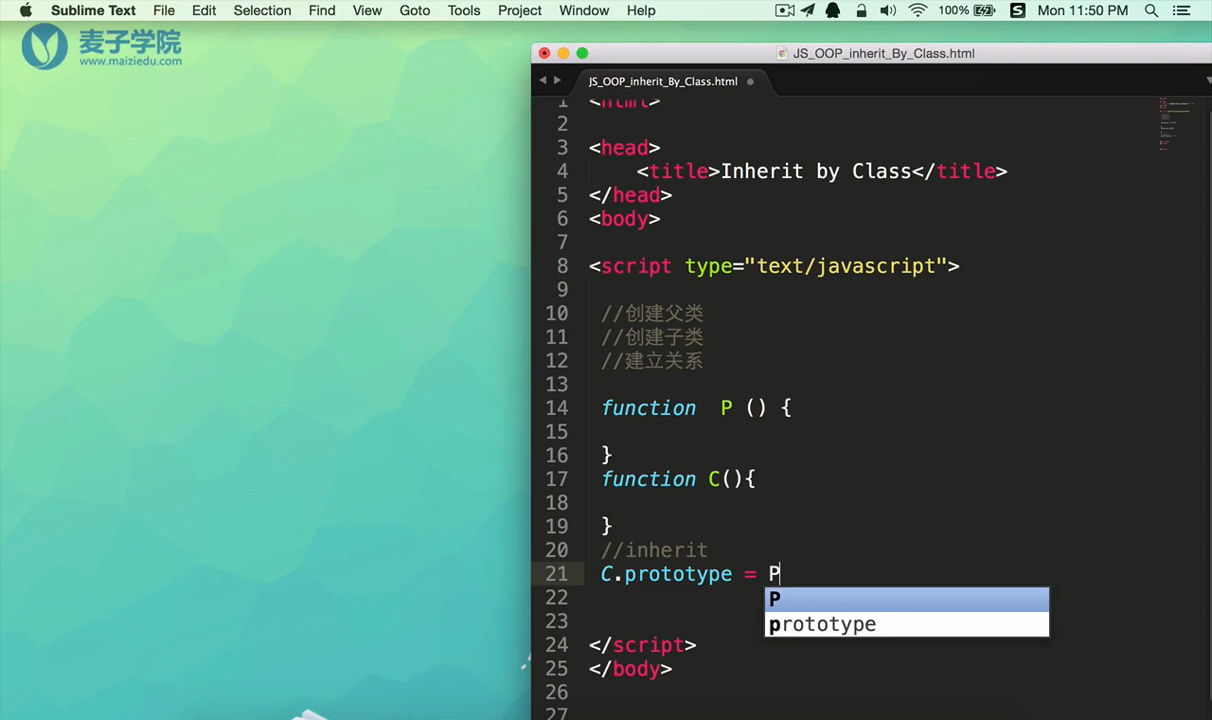 Sublime Text File Edit Selection Find View Goto Tools Project Window Help 100% Mon 11:50 PM
麦子学院
www.maiziedu.com
JS_OOP_inherit_By_Class.html
JS_OOP_inherit_By_Class.html
1 <html>
2
3 <head>
4 <title>Inherit by Class</title>
5 </head>
6 <body>
7
8 <script type="text/javascript">
9
10 //创建父类
11 //创建子类
12 //建立关系
13
14 function P () {
15
16 }
17 function C(){
18
19 }
20 //inherit
21 C.prototype = P
P
22
prototype
23
24 </script>
25 </body>
26
27